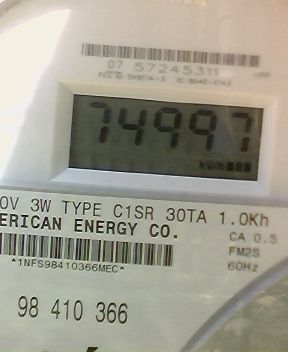 07 57245311
74997
kWh
0V 3W TYPE C1SR 30TA 1.0Kh
ERICAN ENERGY CO.
CA 0.5
FM2S
60Hz
*1NFS98410366MEC*
98 410 366